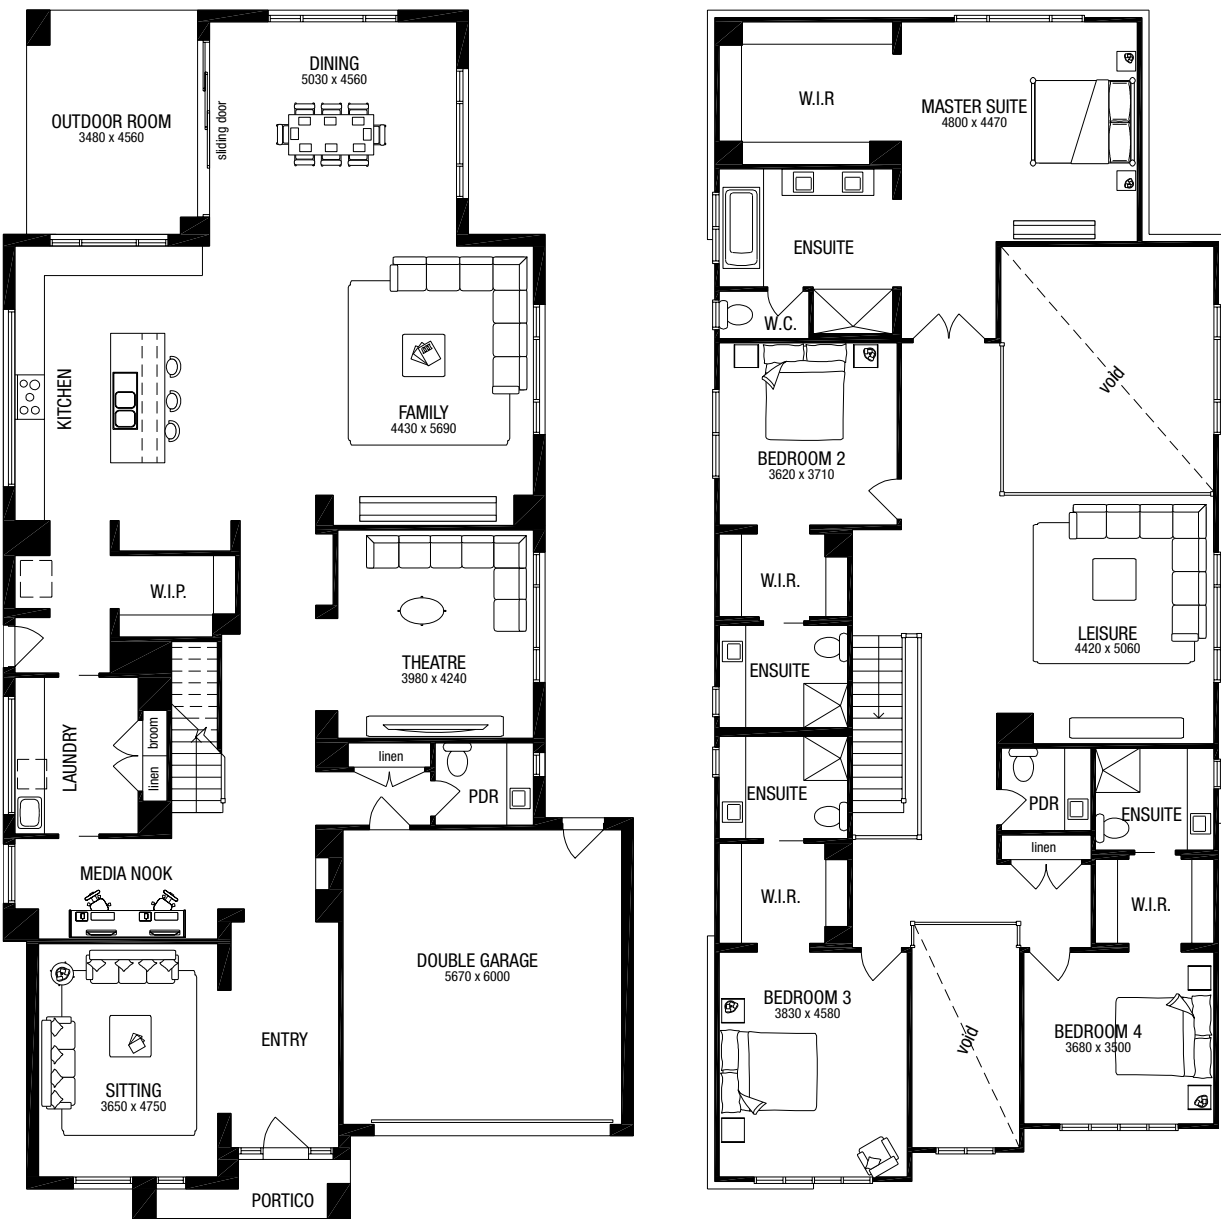 DINING
5030 x 4560
OUTDOOR ROOM
3480 x 4560
sliding door
KITCHEN
FAMILY
4430 x 5690
W.I.P.
THEATRE
3980 x 4240
LAUNDRY
broom
linen
linen
PDR
MEDIA NOOK
DOUBLE GARAGE
5670 x 6000
ENTRY
SITTING
3650 x 4750
PORTICO
W.I.R
MASTER SUITE
4800 x 4470
ENSUITE
W.C.
void
BEDROOM 2
3620 x 3710
W.I.R.
LEISURE
4420 x 5060
ENSUITE
ENSUITE
PDR
ENSUITE
linen
W.I.R.
W.I.R.
BEDROOM 3
3830 x 4580
void
BEDROOM 4
3680 x 3500